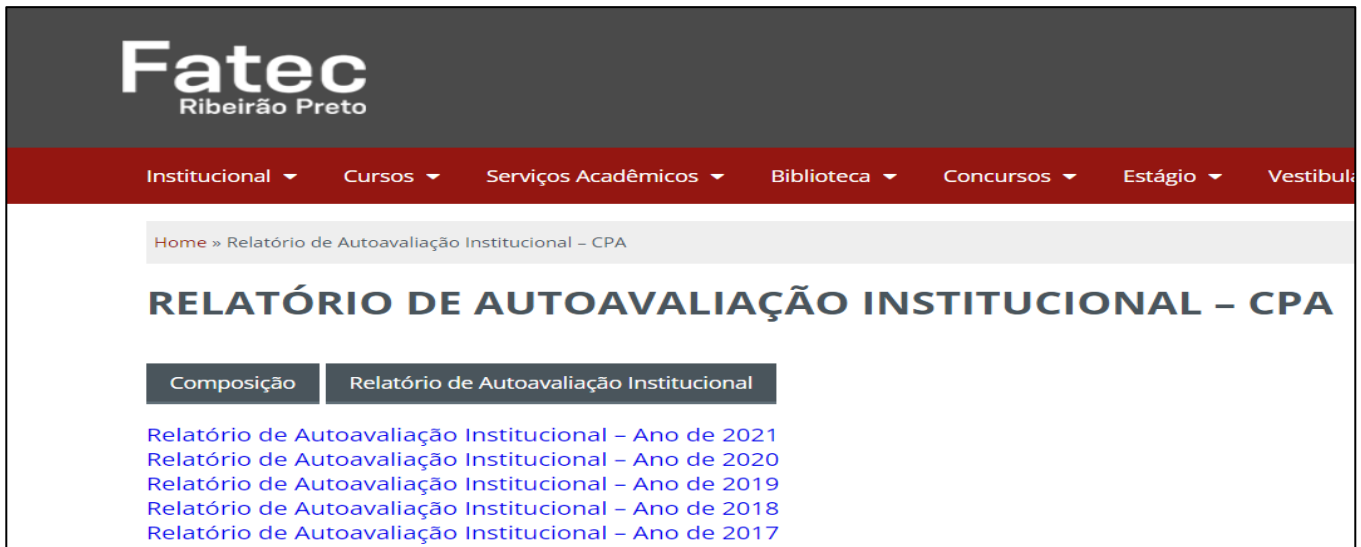 Fatec
Ribeirão Preto
Institucional Cursos Serviços Acadêmicos Biblioteca Concursos Estágio Vestibula
Home » Relatório de Autoavaliação Institucional – CPA
RELATÓRIO DE AUTOAVALIAÇÃO INSTITUCIONAL – CPA
Composição Relatório de Autoavaliação Institucional
Relatório de Autoavaliação Institucional – Ano de 2021
Relatório de Autoavaliação Institucional – Ano de 2020
Relatório de Autoavaliação Institucional – Ano de 2019
Relatório de Autoavaliação Institucional – Ano de 2018
Relatório de Autoavaliação Institucional – Ano de 2017